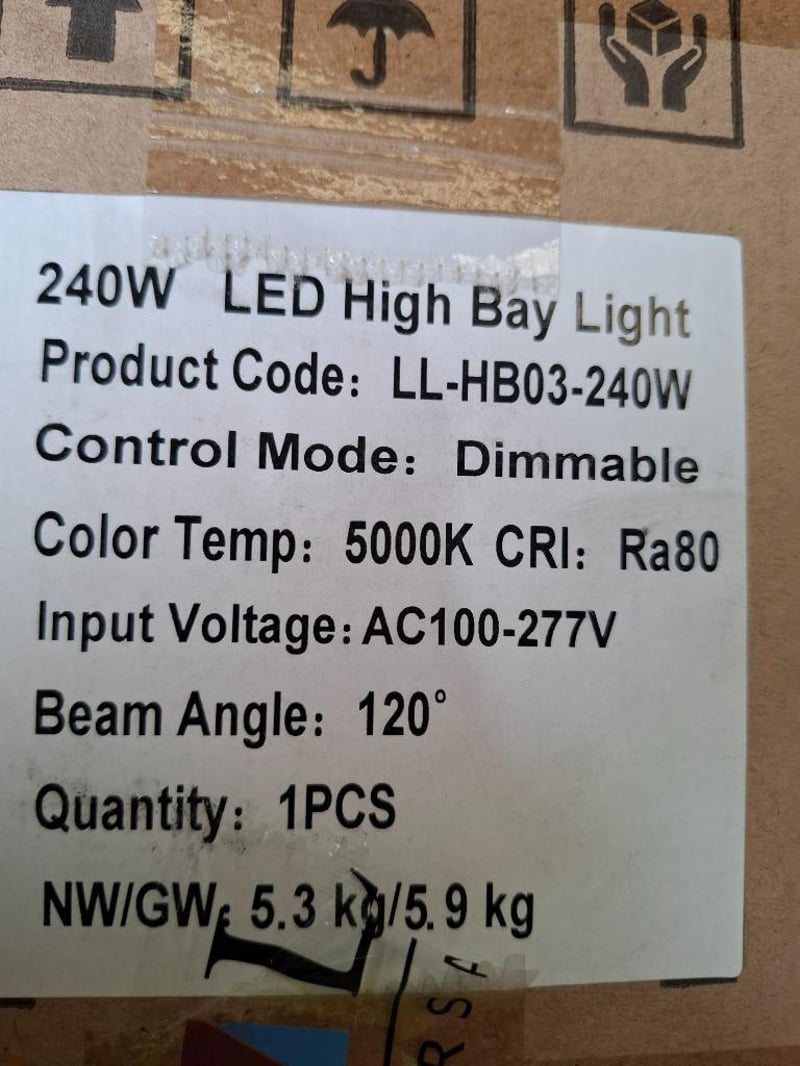 240W LED High Bay Light
Product Code: LL-HB03-240W
Control Mode: Dimmable
Color Temp: 5000K CRI: Ra80
Input Voltage: AC100-277V
Beam Angle: 120°
Quantity: 1PCS
NW/GW: 5.3 kg/5.9 kg
RSA